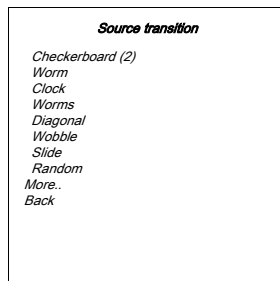 Source transition
Checkerboard (2)
Worm
Clock
Worms
Diagonal
Wobble
Slide
Random
More..
Back